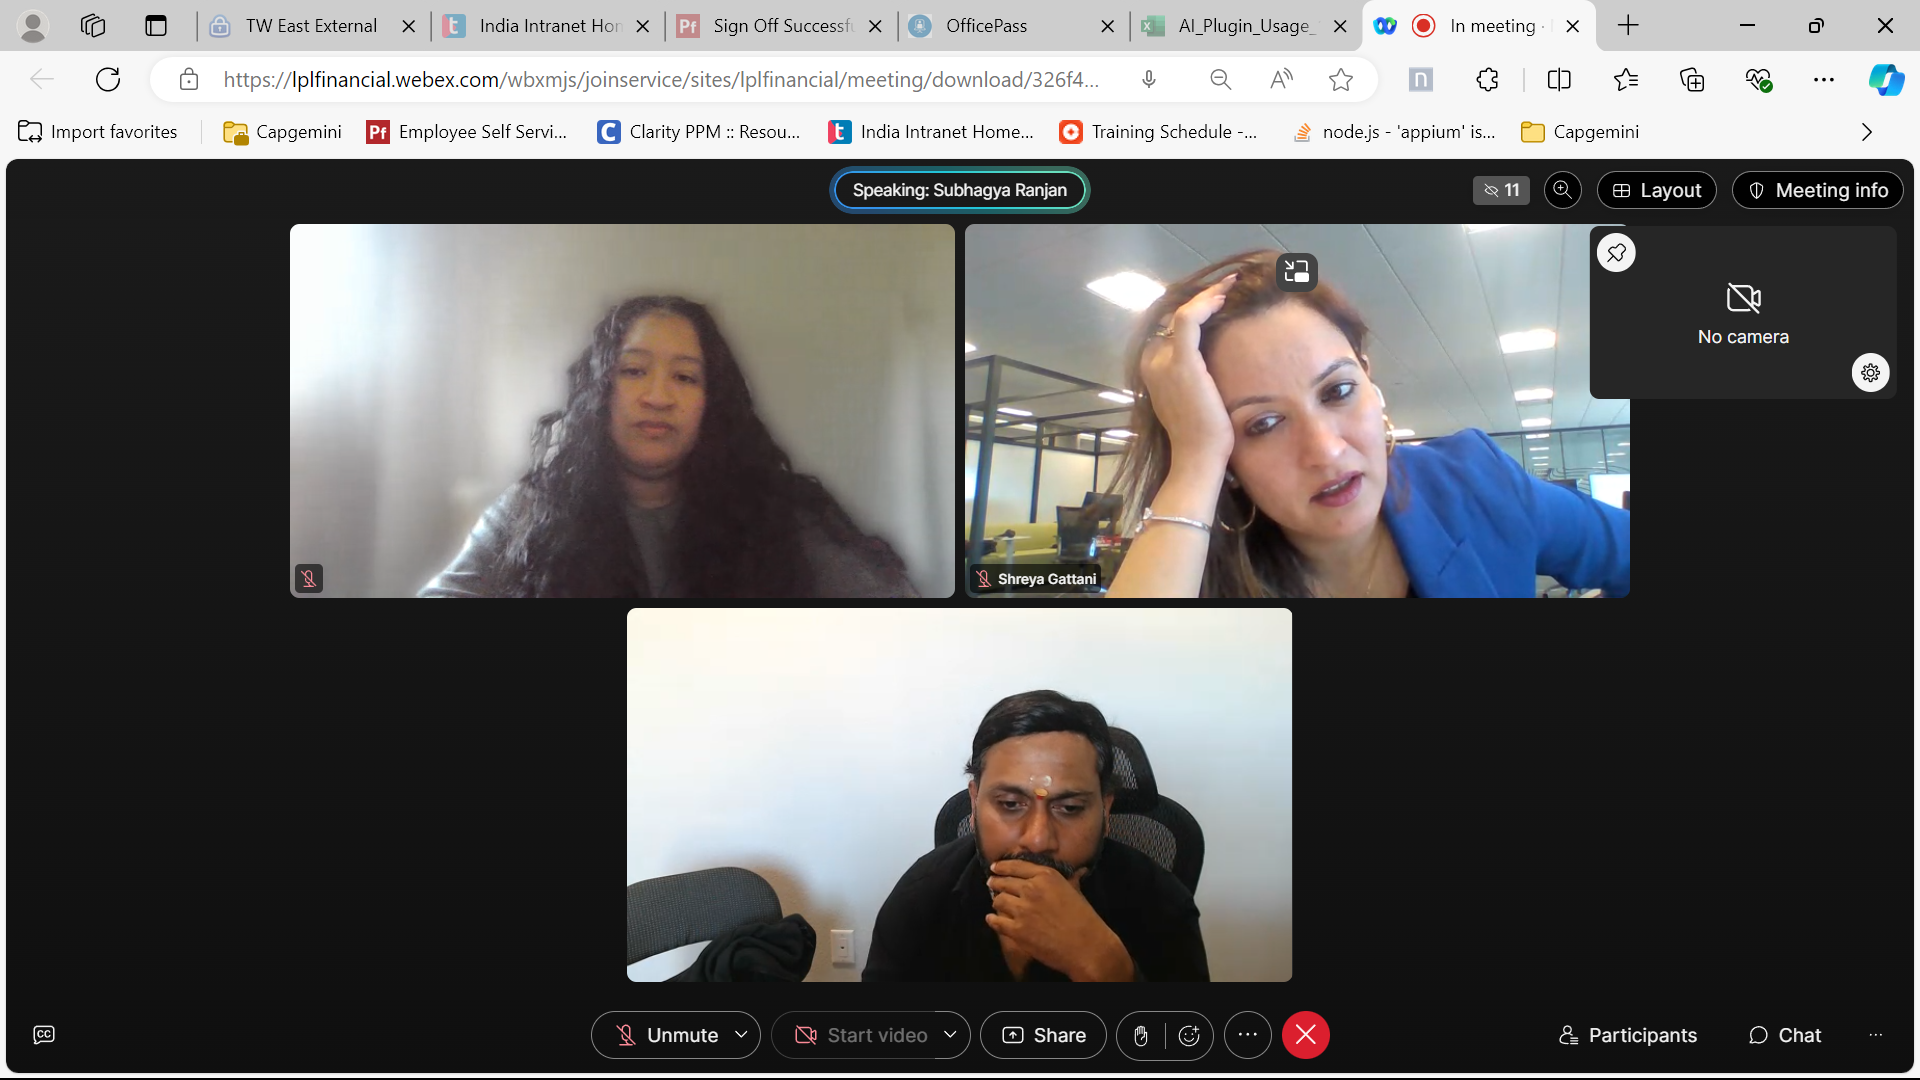 TW East External
India Intranet Hon
Sign Off Successfu
OfficePass
AI_Plugin_Usage_
In meeting ·
https://lplfinancial.webex.com/wbxmjs/joinservice/sites/lplfinancial/meeting/download/326f4...
Import favorites
Capgemini
Employee Self Servi...
Clarity PPM :: Resou...
India Intranet Home...
Training Schedule -...
node.js - 'appium' is...
Capgemini
Speaking: Subhagya Ranjan
11
Layout
Meeting info
No camera
Shreya Gattani
Unmute
Start video
Share
Participants
Chat